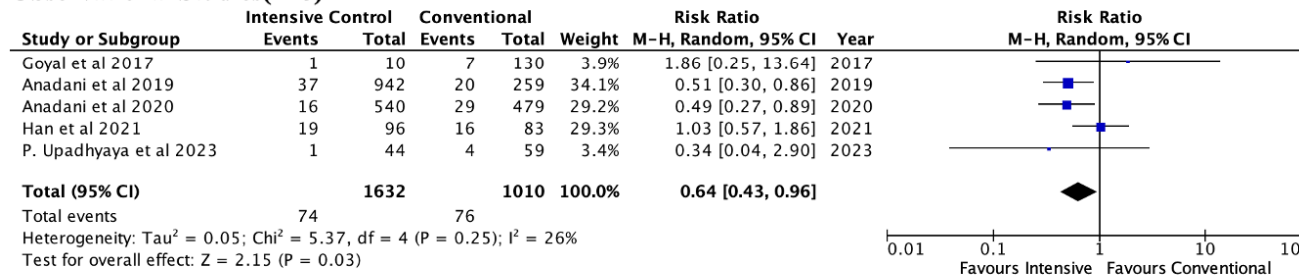 Intensive Control Conventional Risk Ratio Risk Ratio
Study or Subgroup Events Total Events Total Weight M-H, Random, 95% CI Year M-H, Random, 95% CI
Goyal et al 2017 1 10 7 130 3.9% 1.86 [0.25, 13.64] 2017
Anadani et al 2019 37 942 20 259 34.1% 0.51 [0.30, 0.86] 2019
Anadani et al 2020 16 540 29 479 29.2% 0.49 [0.27, 0.89] 2020
Han et al 2021 19 96 16 83 29.3% 1.03 [0.57, 1.86] 2021
P. Upadhyaya et al 2023 1 44 4 59 3.4% 0.34 [0.04, 2.90] 2023
Total (95% CI) 1632 1010 100.0% 0.64 [0.43, 0.96]
Total events 74 76
Heterogeneity: Tau² = 0.05; Chi² = 5.37, df = 4 (P = 0.25); I² = 26%
Test for overall effect: Z = 2.15 (P = 0.03)
0.01 0.1 1 10
Favours Intensive Favours Conventional